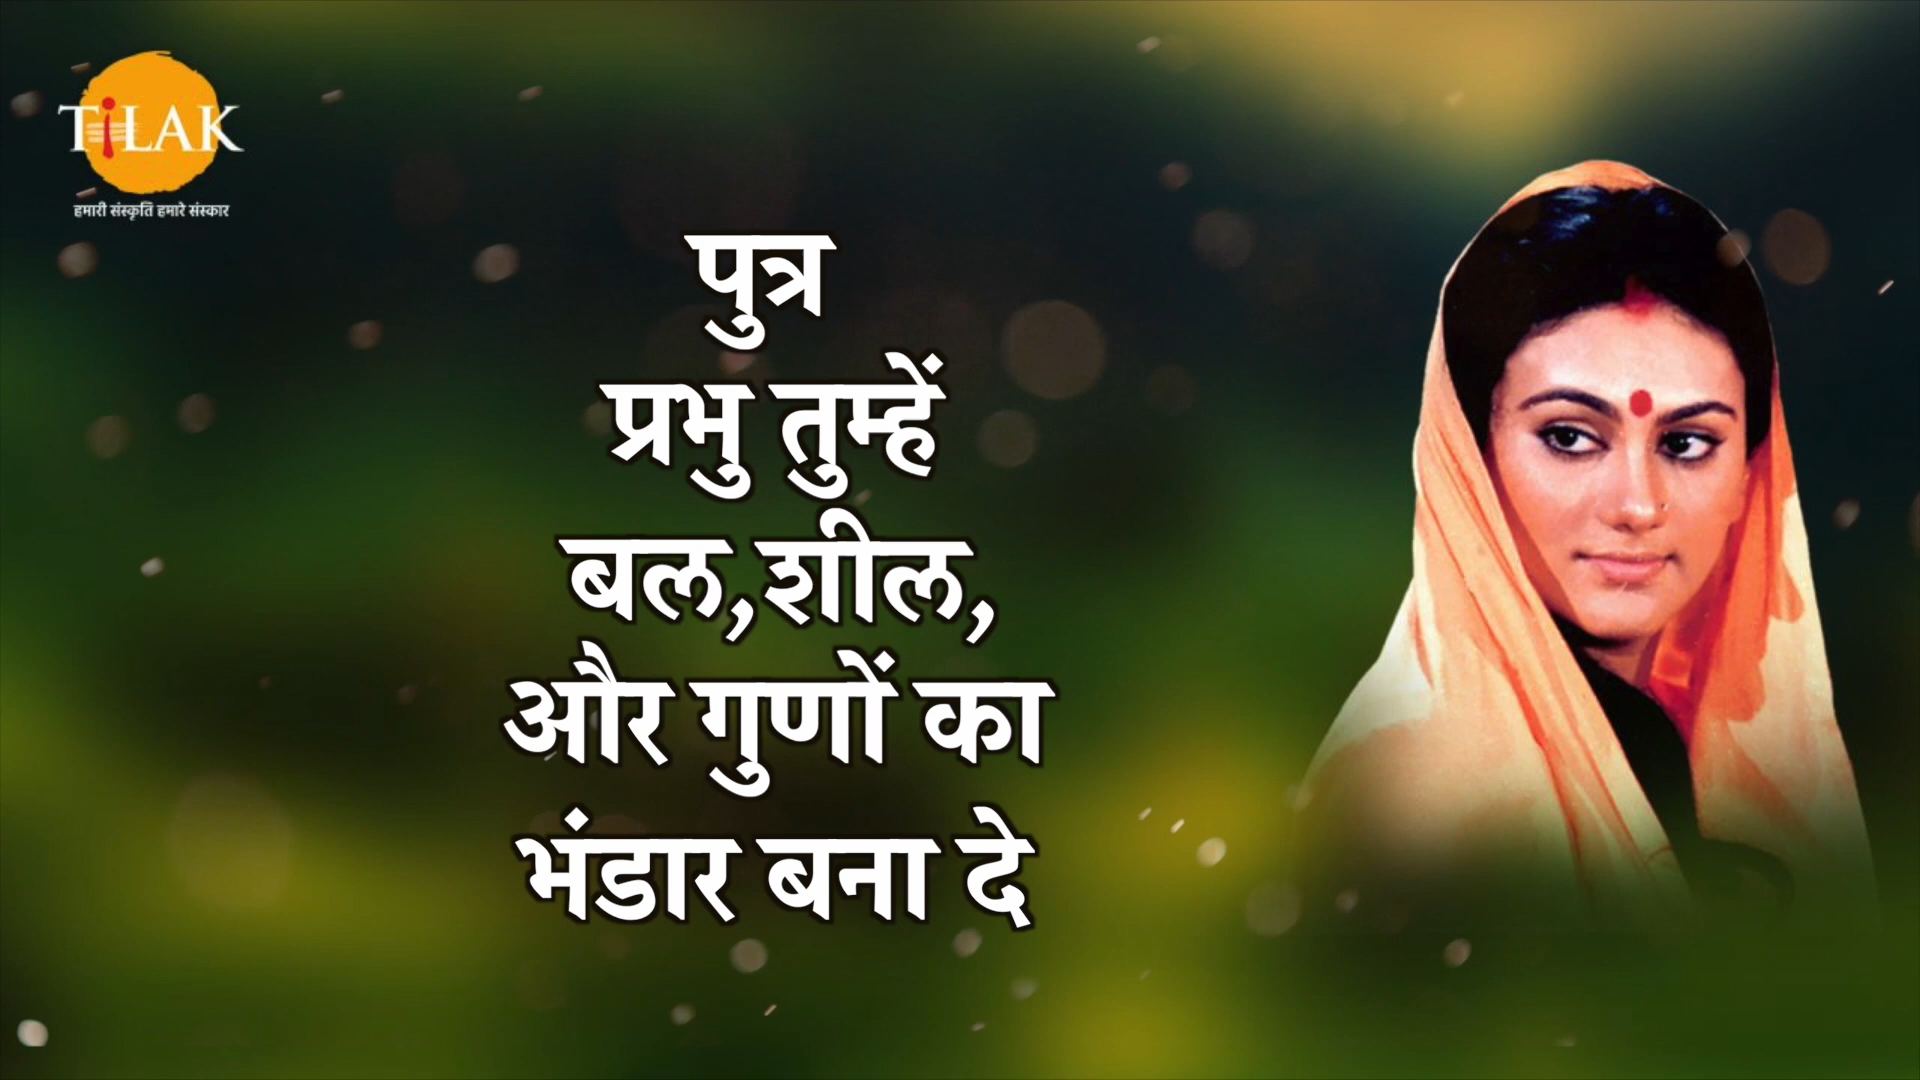 TiLAK
हमारी संस्कृति हमारे संस्कार
पुत्र
प्रभु तुम्हें
बल,शील,
और गुणों का
भंडार बना दे